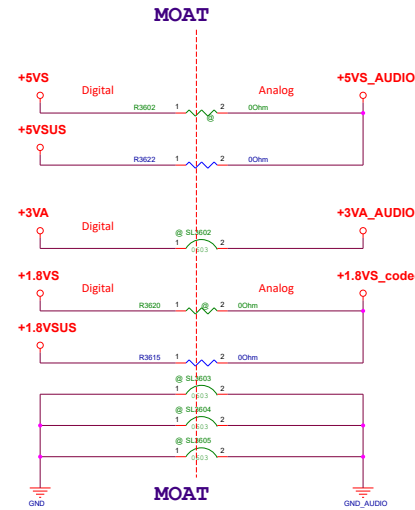 MOAT
+5VS Digital Analog +5VS_AUDIO
R3602 1 2 0Ohm
@
+5VSUS
R3622 1 2 0Ohm
+3VA Digital +3VA_AUDIO
@ SL3602
1 2
0603
+1.8VS Digital Analog +1.8VS_code
R3620 1 @ 2 0Ohm
+1.8VSUS
R3615 1 2 0Ohm
@ SL3603
1 2
0603
@ SL3604
1 2
0603
@ SL3605
1 2
0603
GND MOAT GND_AUDIO